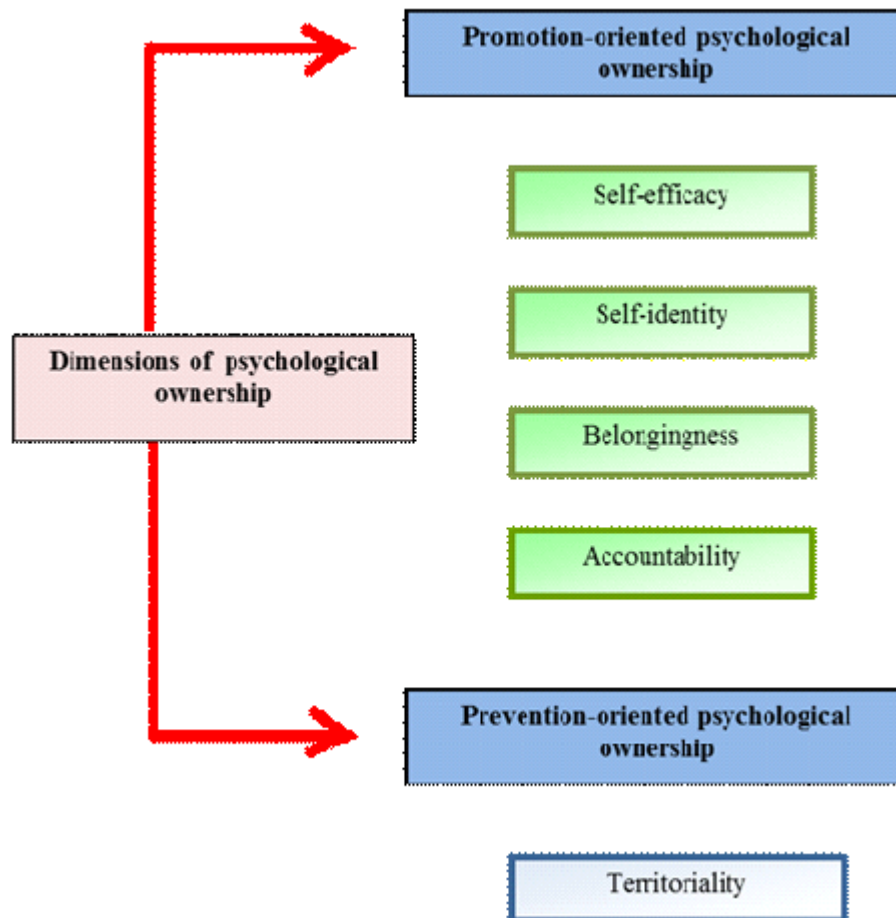 Promotion-oriented psychological
ownership
Self-efficacy
Self-identity
Dimensions of psychological
ownership
Belongingness
Accountability
Prevention-oriented psychological
ownership
Territoriality